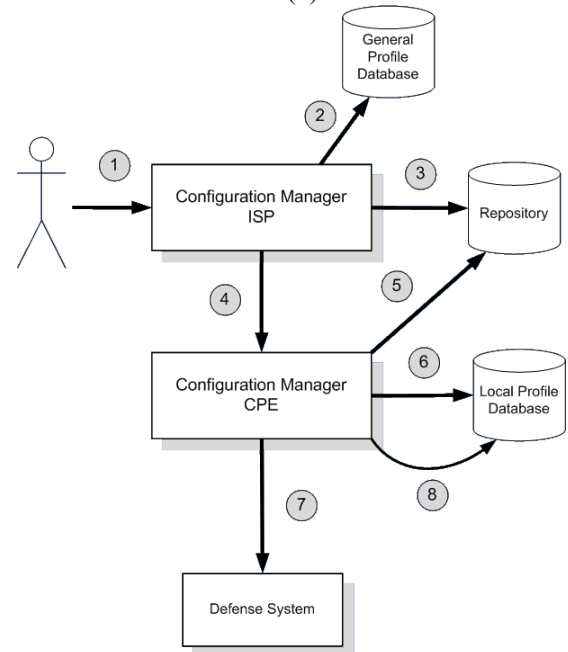 General
Profile
Database
2
1
3
Configuration Manager
ISP
Repository
4
5
6
Configuration Manager
CPE
Local Profile
Database
8
7
Defense System